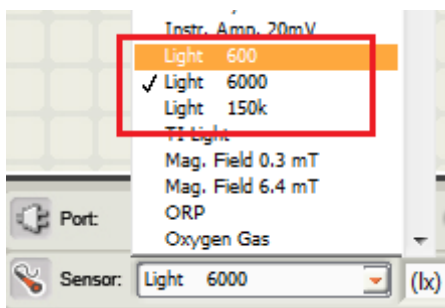 Instr. Amp. 20mV
Light 600
Light 6000
Light 150k
TI Light
Mag. Field 0.3 mT
Mag. Field 6.4 mT
Port:
ORP
Oxygen Gas
Sensor: Light 6000 (lx)